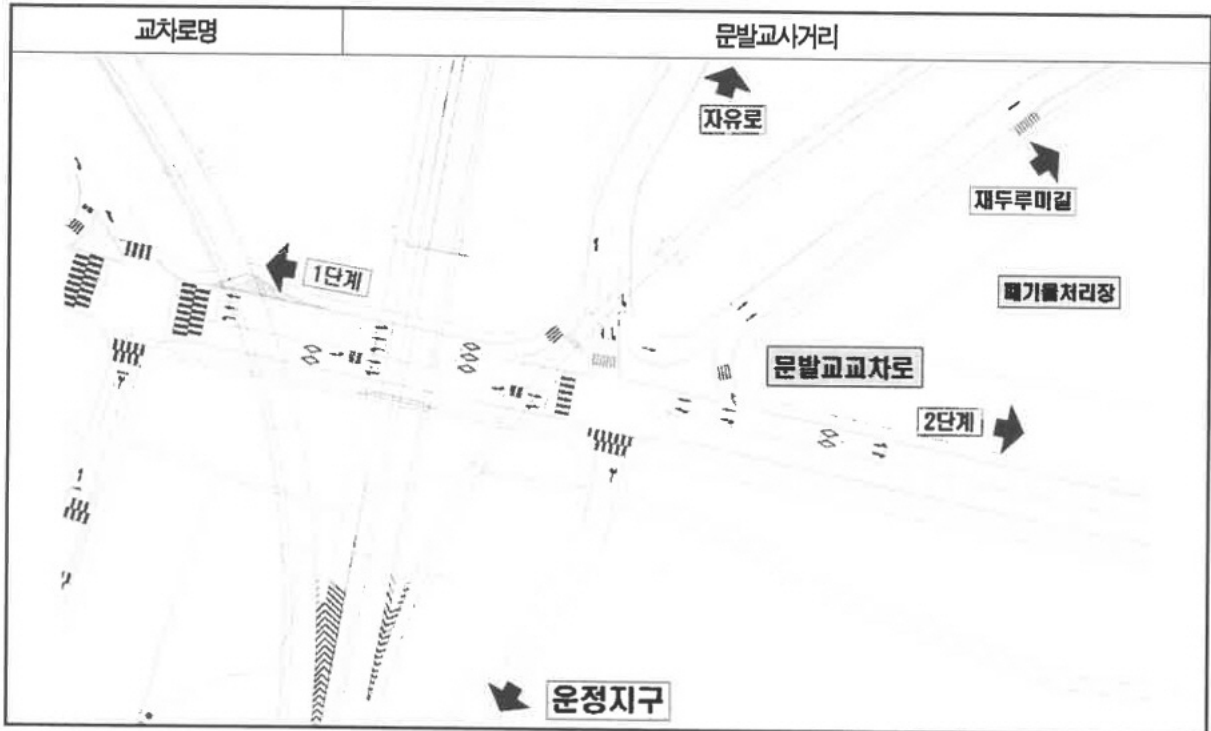 교차로명
문발교사거리
자유로
재두루미길
1단계
폐기물처리장
문발교교차로
2단계
운정지구